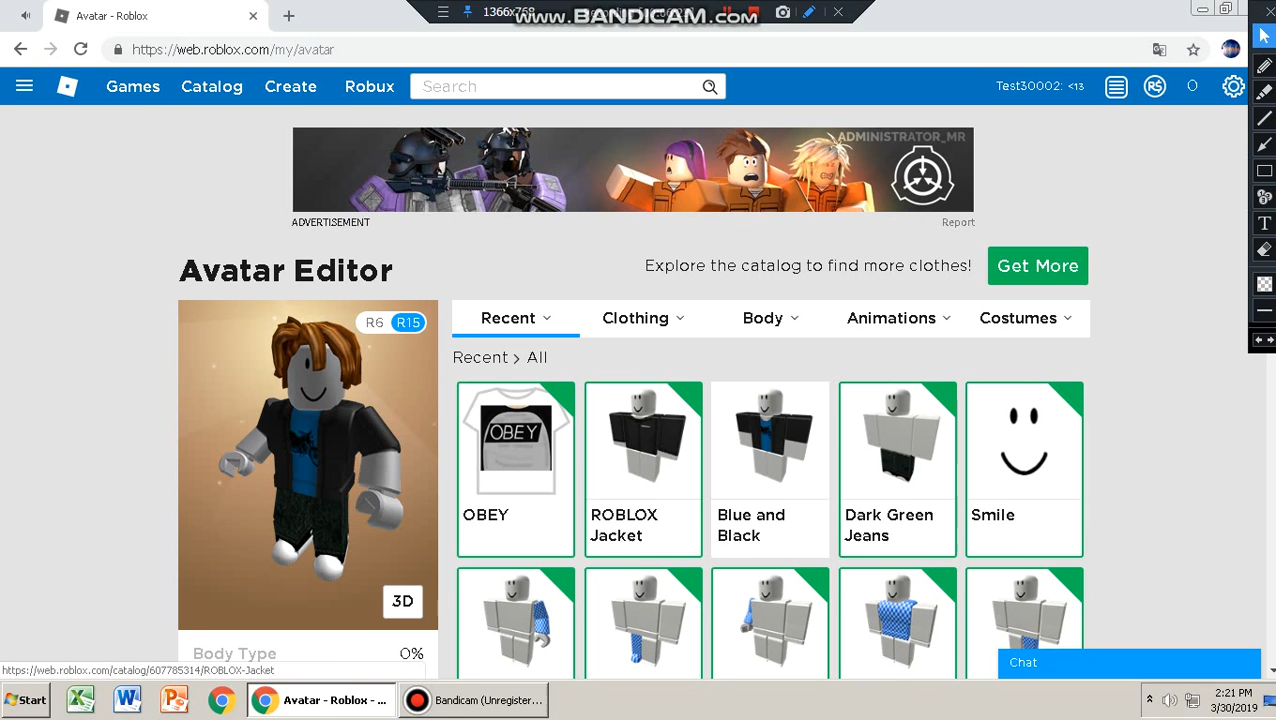 Avatar - Roblox
1366x768
WWW.BANDICAM.COM
https://web.roblox.com/my/avatar
Games
Catalog
Create
Robux
Search
Test30002: <13
R$
0
ADMINISTRATOR_MR
ADVERTISEMENT
Report
Avatar Editor
Explore the catalog to find more clothes!
Get More
R6
R15
Recent
Clothing
Body
Animations
Costumes
Recent > All
OBEY
OBEY
ROBLOX
Jacket
Blue and
Black
Dark Green
Jeans
Smile
3D
Body Type
0%
https://web.roblox.com/catalog/607785314/ROBLOX-Jacket
Chat
Start
Avatar - Roblox - ...
Bandicam (Unregister...
2:21 PM
3/30/2019